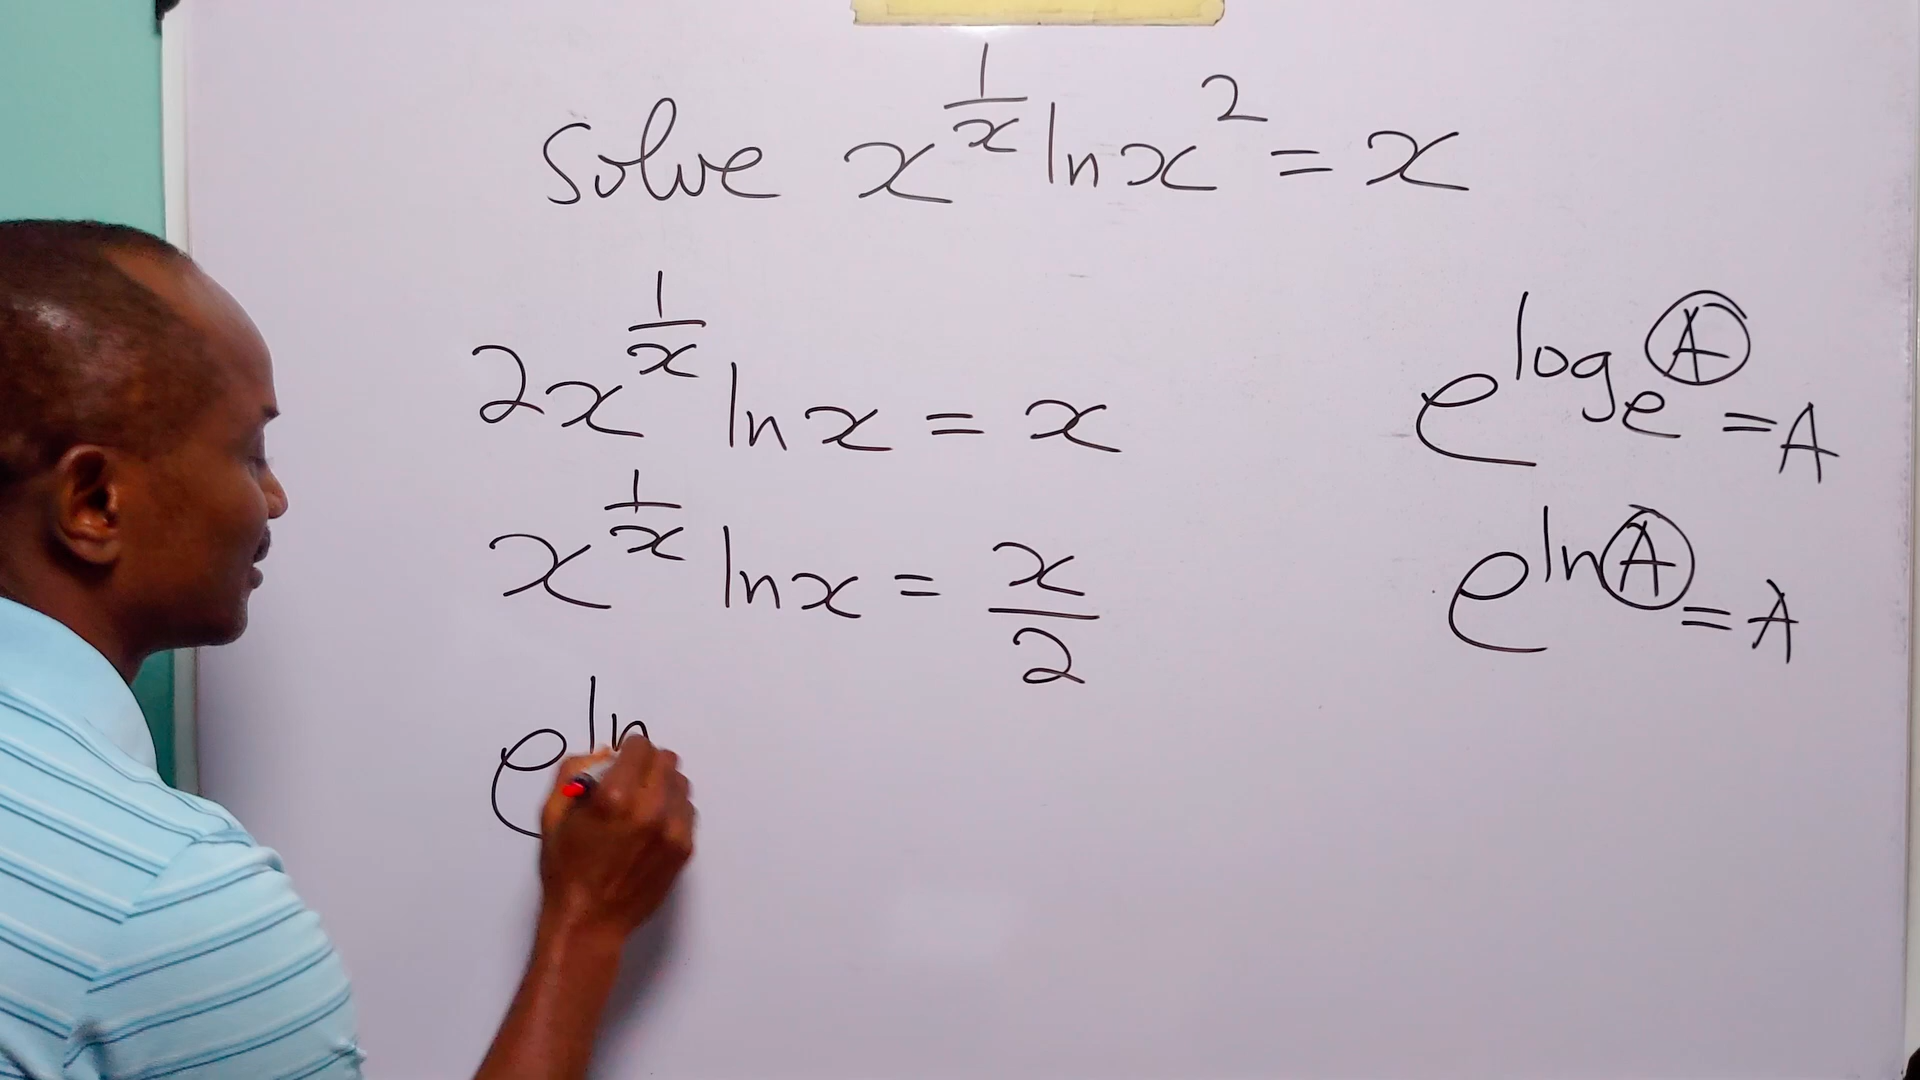 solve x^{1/x} ln x^2 = x
2x^{1/x} ln x = x
x^{1/x} ln x = x/2
e^{ln
e^{log_e A} = A
e^{ln A} = A